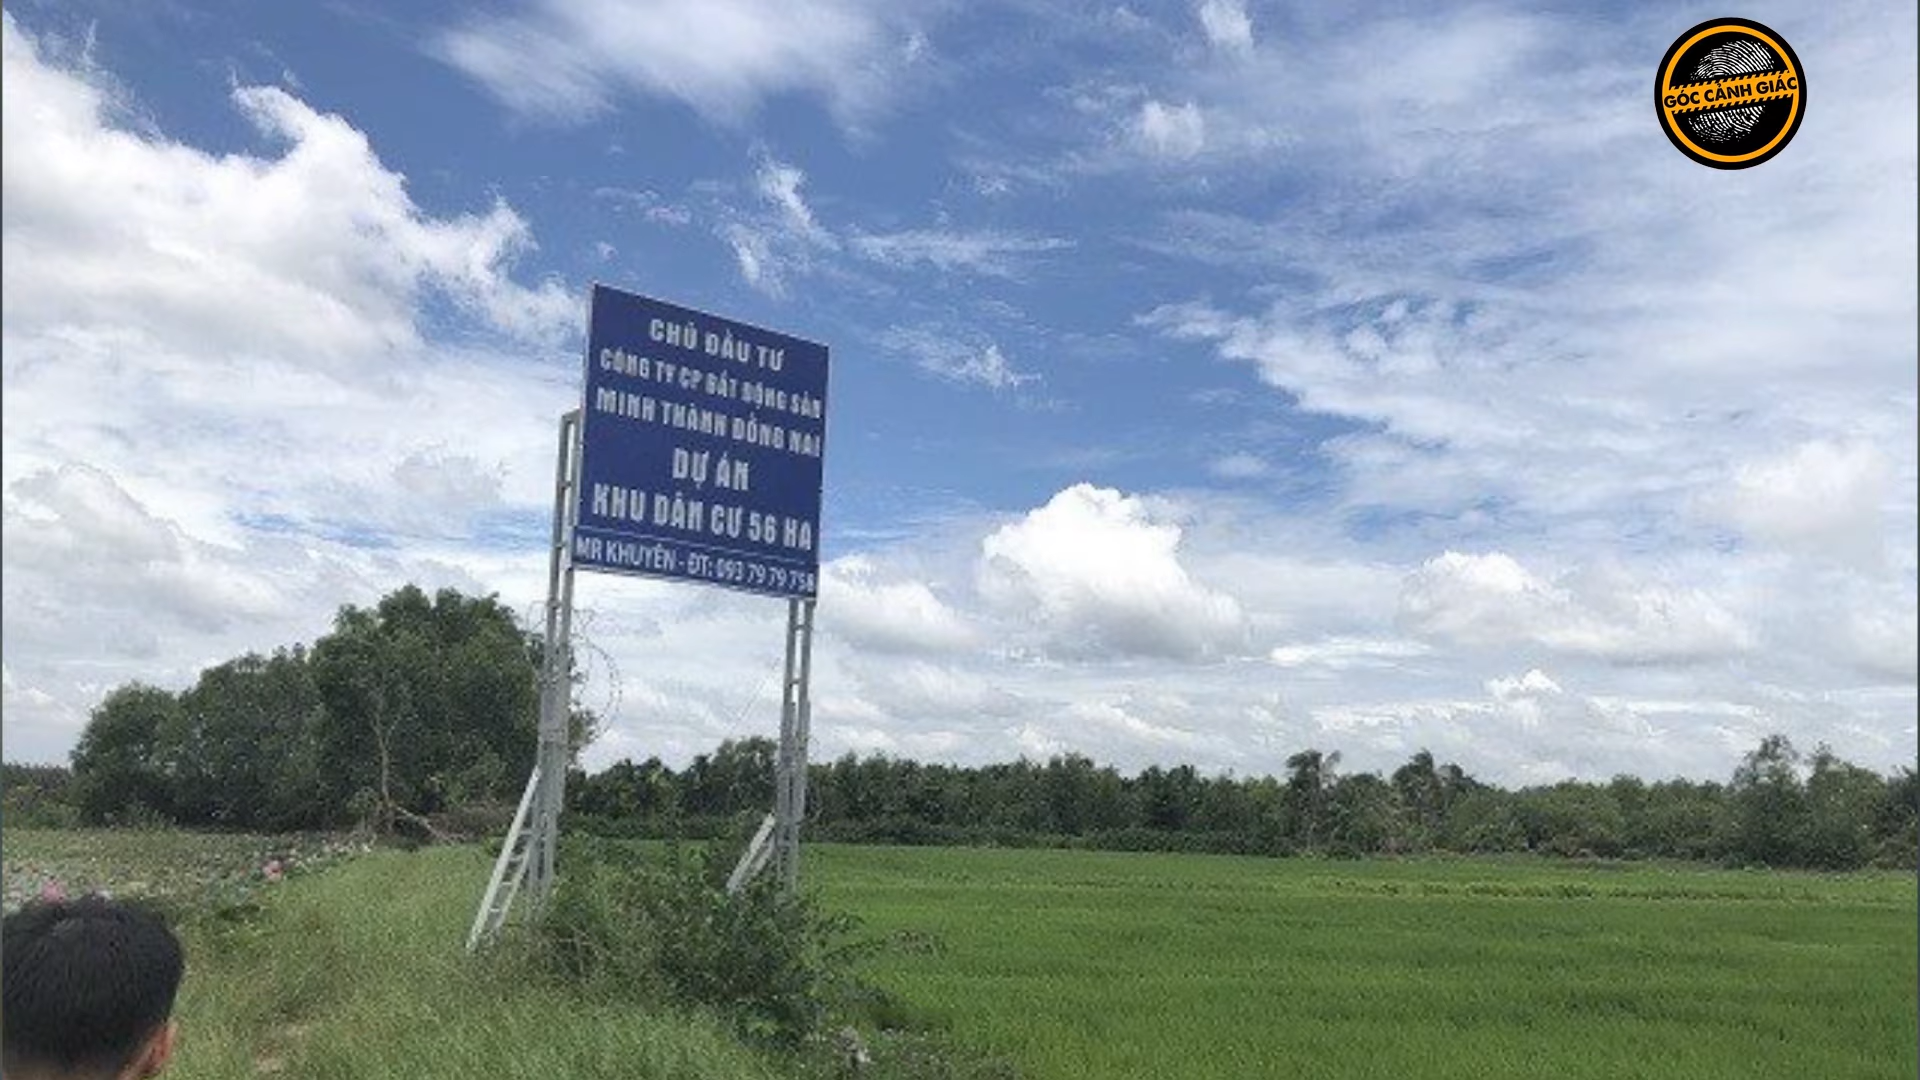 GÓC CẢNH GIÁC
CHỦ ĐẦU TƯ
CÔNG TY CP BẤT ĐỘNG SẢN
MINH THÀNH ĐỒNG NAI
DỰ ÁN
KHU DÂN CƯ 56 HA
MR KHUYẾN - ĐT: 093 79 79 758